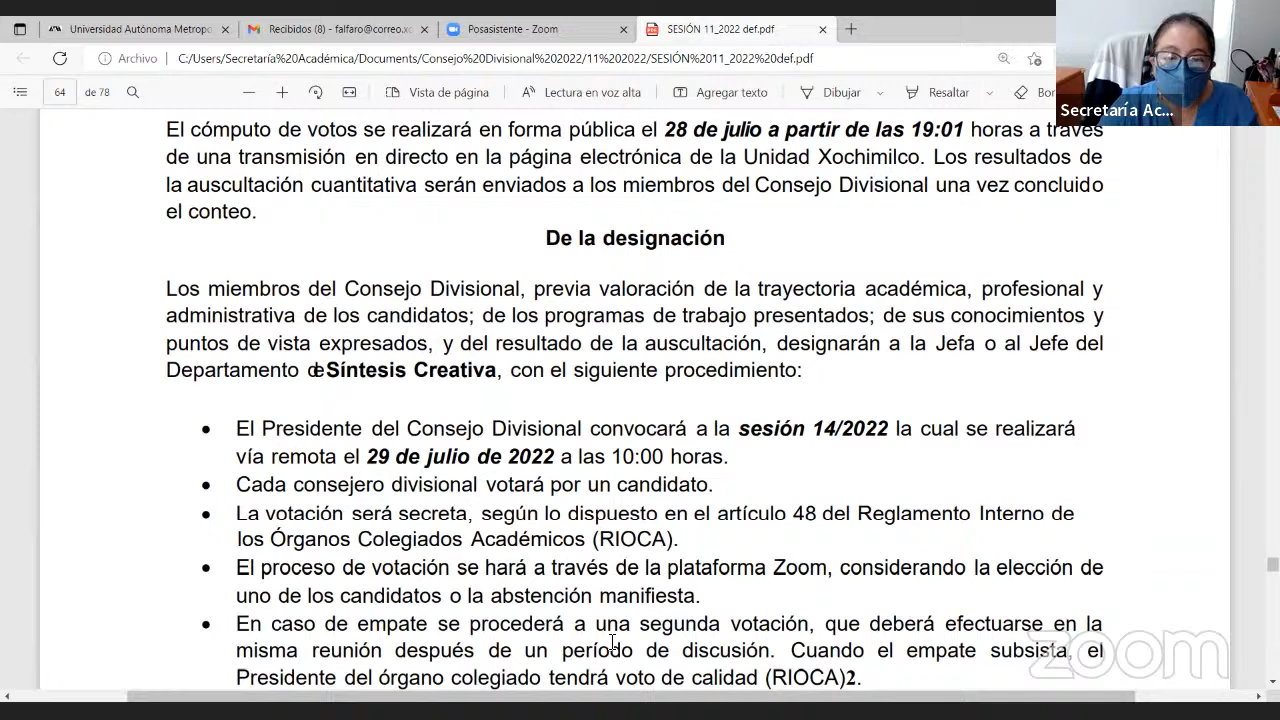 Universidad Autónoma Metropo
Recibidos (8) - falfaro@correo.xo
Posasistente - Zoom
SESIÓN 11_2022 def.pdf
Archivo
C:/Users/Secretaría%20Académica/Documents/Consejo%20Divisional%202022/11%202022/SESIÓN%2011_2022%20def.pdf
64 de 78
Vista de página
Lectura en voz alta
Agregar texto
Dibujar
Resaltar
Bor
Secretaría Ac...
El cómputo de votos se realizará en forma pública el 28 de julio a partir de las 19:01 horas a través
de una transmisión en directo en la página electrónica de la Unidad Xochimilco. Los resultados de
la auscultación cuantitativa serán enviados a los miembros del Consejo Divisional una vez concluido
el conteo.
De la designación
Los miembros del Consejo Divisional, previa valoración de la trayectoria académica, profesional y
administrativa de los candidatos; de los programas de trabajo presentados; de sus conocimientos y
puntos de vista expresados, y del resultado de la auscultación, designarán a la Jefa o al Jefe del
Departamento de Síntesis Creativa, con el siguiente procedimiento:
• El Presidente del Consejo Divisional convocará a la sesión 14/2022 la cual se realizará
vía remota el 29 de julio de 2022 a las 10:00 horas.
• Cada consejero divisional votará por un candidato.
• La votación será secreta, según lo dispuesto en el artículo 48 del Reglamento Interno de
los Órganos Colegiados Académicos (RIOCA).
• El proceso de votación se hará a través de la plataforma Zoom, considerando la elección de
uno de los candidatos o la abstención manifiesta.
• En caso de empate se procederá a una segunda votación, que deberá efectuarse en la
misma reunión después de un período de discusión. Cuando el empate subsista, el
Presidente del órgano colegiado tendrá voto de calidad (RIOCA)2.
zoom